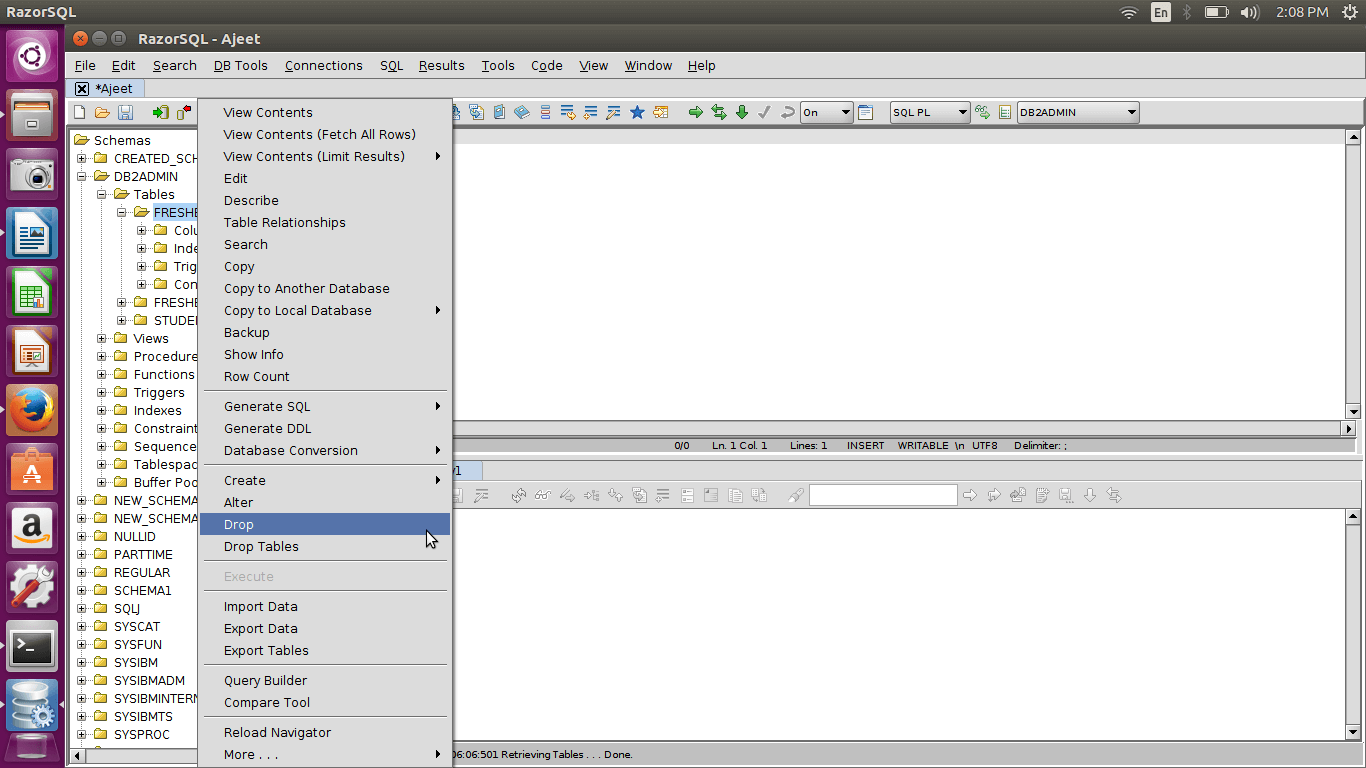 RazorSQL
En
2:08 PM
RazorSQL - Ajeet
File Edit Search DB Tools Connections SQL Results Tools Code View Window Help
*Ajeet
On
SQL PL
DB2ADMIN
Schemas
CREATED_SCH
DB2ADMIN
Tables
FRESHE
Colu
Inde
Trig
Con
FRESHE
STUDE
Views
Procedure
Functions
Triggers
Indexes
Constraint
Sequence
Tablespac
Buffer Poo
NEW_SCHEMA
NEW_SCHEMA
NULLID
PARTTIME
REGULAR
SCHEMA1
SQLJ
SYSCAT
SYSFUN
SYSIBM
SYSIBMADM
SYSIBMINTERN
SYSIBMTS
SYSPROC
View Contents
View Contents (Fetch All Rows)
View Contents (Limit Results)
Edit
Describe
Table Relationships
Search
Copy
Copy to Another Database
Copy to Local Database
Backup
Show Info
Row Count
Generate SQL
Generate DDL
Database Conversion
Create
Alter
Drop
Drop Tables
Execute
Import Data
Export Data
Export Tables
Query Builder
Compare Tool
Reload Navigator
More . . .
0/0 Ln. 1 Col. 1 Lines: 1 INSERT WRITABLE \n UTF8 Delimiter: ;
06:06:501 Retrieving Tables . . . Done.